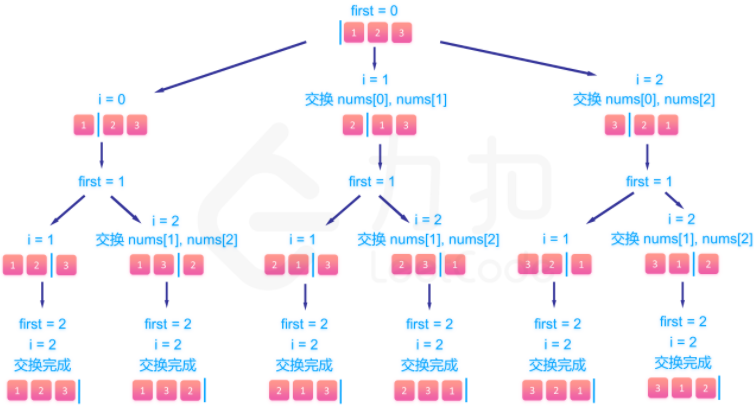 first = 0
1 2 3
i = 0
i = 1
交换 nums[0], nums[1]
i = 2
交换 nums[0], nums[2]
1 2 3
2 1 3
3 2 1
first = 1
first = 1
first = 1
i = 1
i = 2
交换 nums[1], nums[2]
i = 1
i = 2
交换 nums[1], nums[2]
i = 1
i = 2
交换 nums[1], nums[2]
1 2 3
1 3 2
2 1 3
2 3 1
3 2 1
3 1 2
first = 2
i = 2
交换完成
1 2 3
first = 2
i = 2
交换完成
1 3 2
first = 2
i = 2
交换完成
2 1 3
first = 2
i = 2
交换完成
2 3 1
first = 2
i = 2
交换完成
3 2 1
first = 2
i = 2
交换完成
3 1 2
力扣
LeetCode